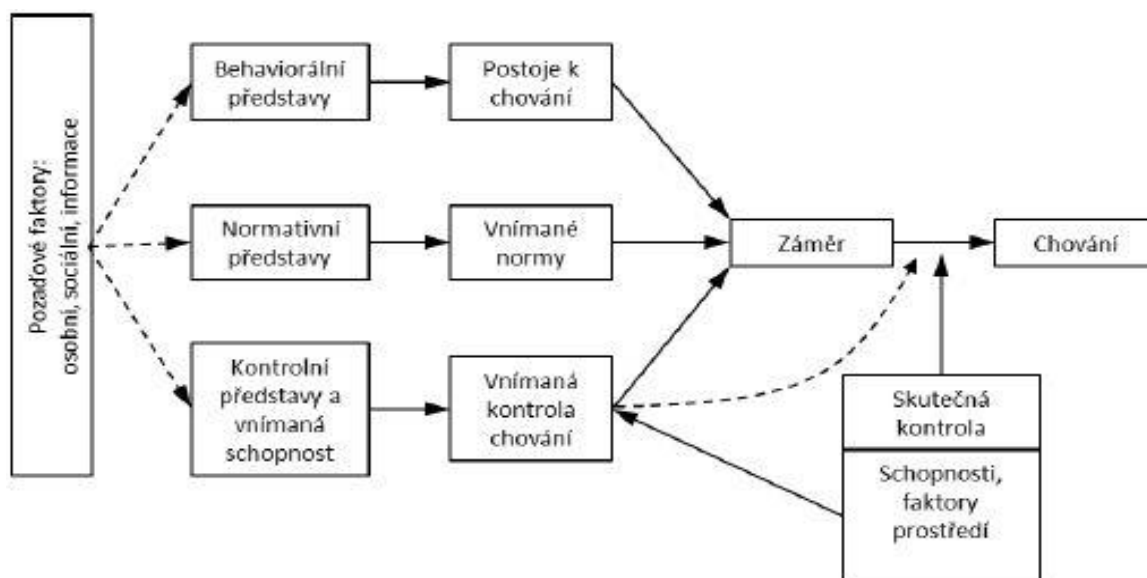 Pozaďové faktory:
osobní, sociální, informace
Behaviorální
představy
Postoje k
chování
Normativní
představy
Vnímané
normy
Záměr
Chování
Kontrolní
představy a
vnímaná
schopnost
Vnímaná
kontrola
chování
Skutečná
kontrola
Schopnosti,
faktory
prostředí